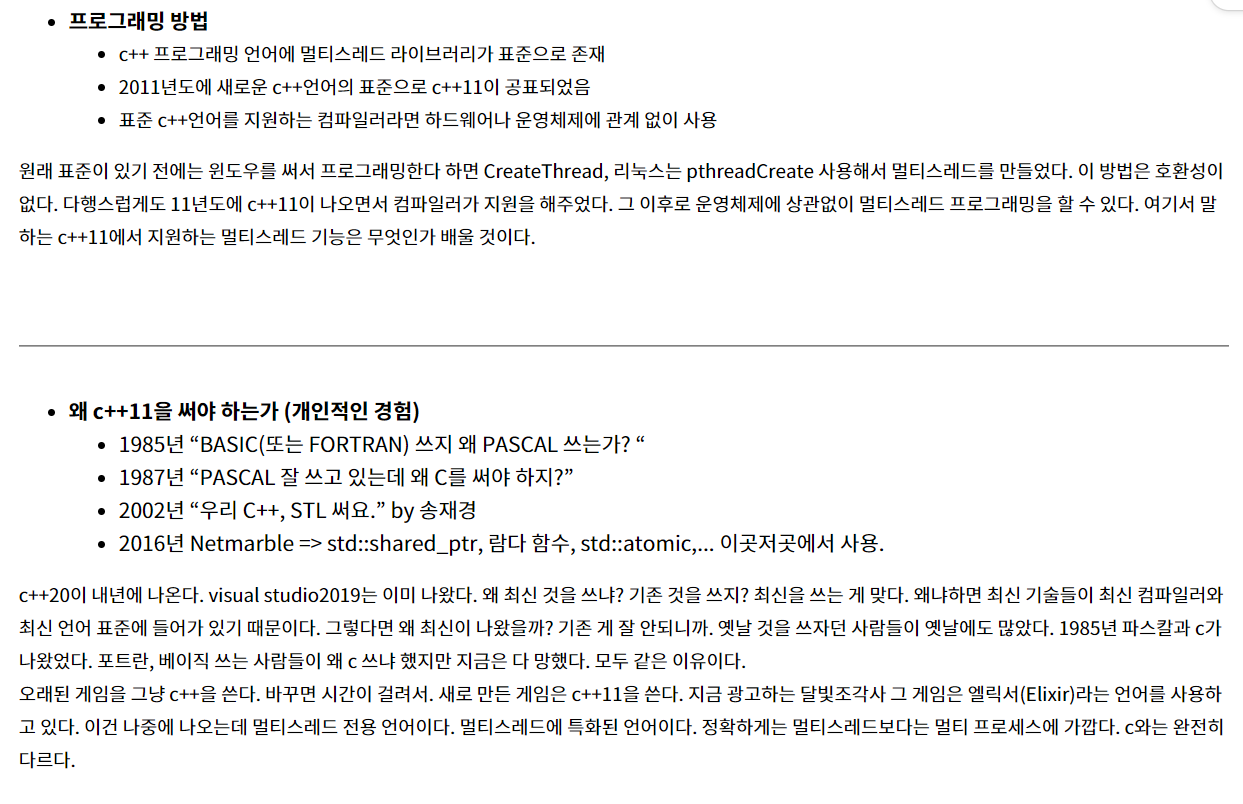 프로그래밍 방법
c++ 프로그래밍 언어에 멀티스레드 라이브러리가 표준으로 존재
2011년도에 새로운 c++언어의 표준으로 c++11이 공표되었음
표준 c++언어를 지원하는 컴파일러라면 하드웨어나 운영체제에 관계 없이 사용
원래 표준이 있기 전에는 윈도우를 써서 프로그래밍한다 하면 CreateThread, 리눅스는 pthreadCreate 사용해서 멀티스레드를 만들었다. 이 방법은 호환성이
없다. 다행스럽게도 11년도에 c++11이 나오면서 컴파일러가 지원을 해주었다. 그 이후로 운영체제에 상관없이 멀티스레드 프로그래밍을 할 수 있다. 여기서 말
하는 c++11에서 지원하는 멀티스레드 기능은 무엇인가 배울 것이다.
왜 c++11을 써야 하는가 (개인적인 경험)
1985년 “BASIC(또는 FORTRAN) 쓰지 왜 PASCAL 쓰는가? “
1987년 “PASCAL 잘 쓰고 있는데 왜 C를 써야 하지?”
2002년 “우리 C++, STL 써요.” by 송재경
2016년 Netmarble => std::shared_ptr, 람다 함수, std::atomic,... 이곳저곳에서 사용.
c++20이 내년에 나온다. visual studio2019는 이미 나왔다. 왜 최신 것을 쓰냐? 기존 것을 쓰지? 최신을 쓰는 게 맞다. 왜냐하면 최신 기술들이 최신 컴파일러와
최신 언어 표준에 들어가 있기 때문이다. 그렇다면 왜 최신이 나왔을까? 기존 게 잘 안되니까. 옛날 것을 쓰자던 사람들이 옛날에도 많았다. 1985년 파스칼과 c가
나왔었다. 포트란, 베이직 쓰는 사람들이 왜 c 쓰냐 했지만 지금은 다 망했다. 모두 같은 이유이다.
오래된 게임을 그냥 c++을 쓴다. 바꾸면 시간이 걸려서. 새로 만든 게임은 c++11을 쓴다. 지금 광고하는 달빛조각사 그 게임은 엘릭서(Elixir)라는 언어를 사용하
고 있다. 이건 나중에 나오는데 멀티스레드 전용 언어이다. 멀티스레드에 특화된 언어이다. 정확하게는 멀티스레드보다는 멀티 프로세스에 가깝다. c와는 완전히
다르다.